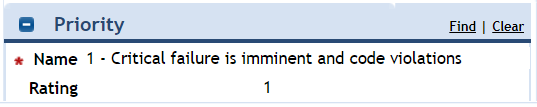 Priority Find | Clear
* Name 1 - Critical failure is imminent and code violations
Rating 1